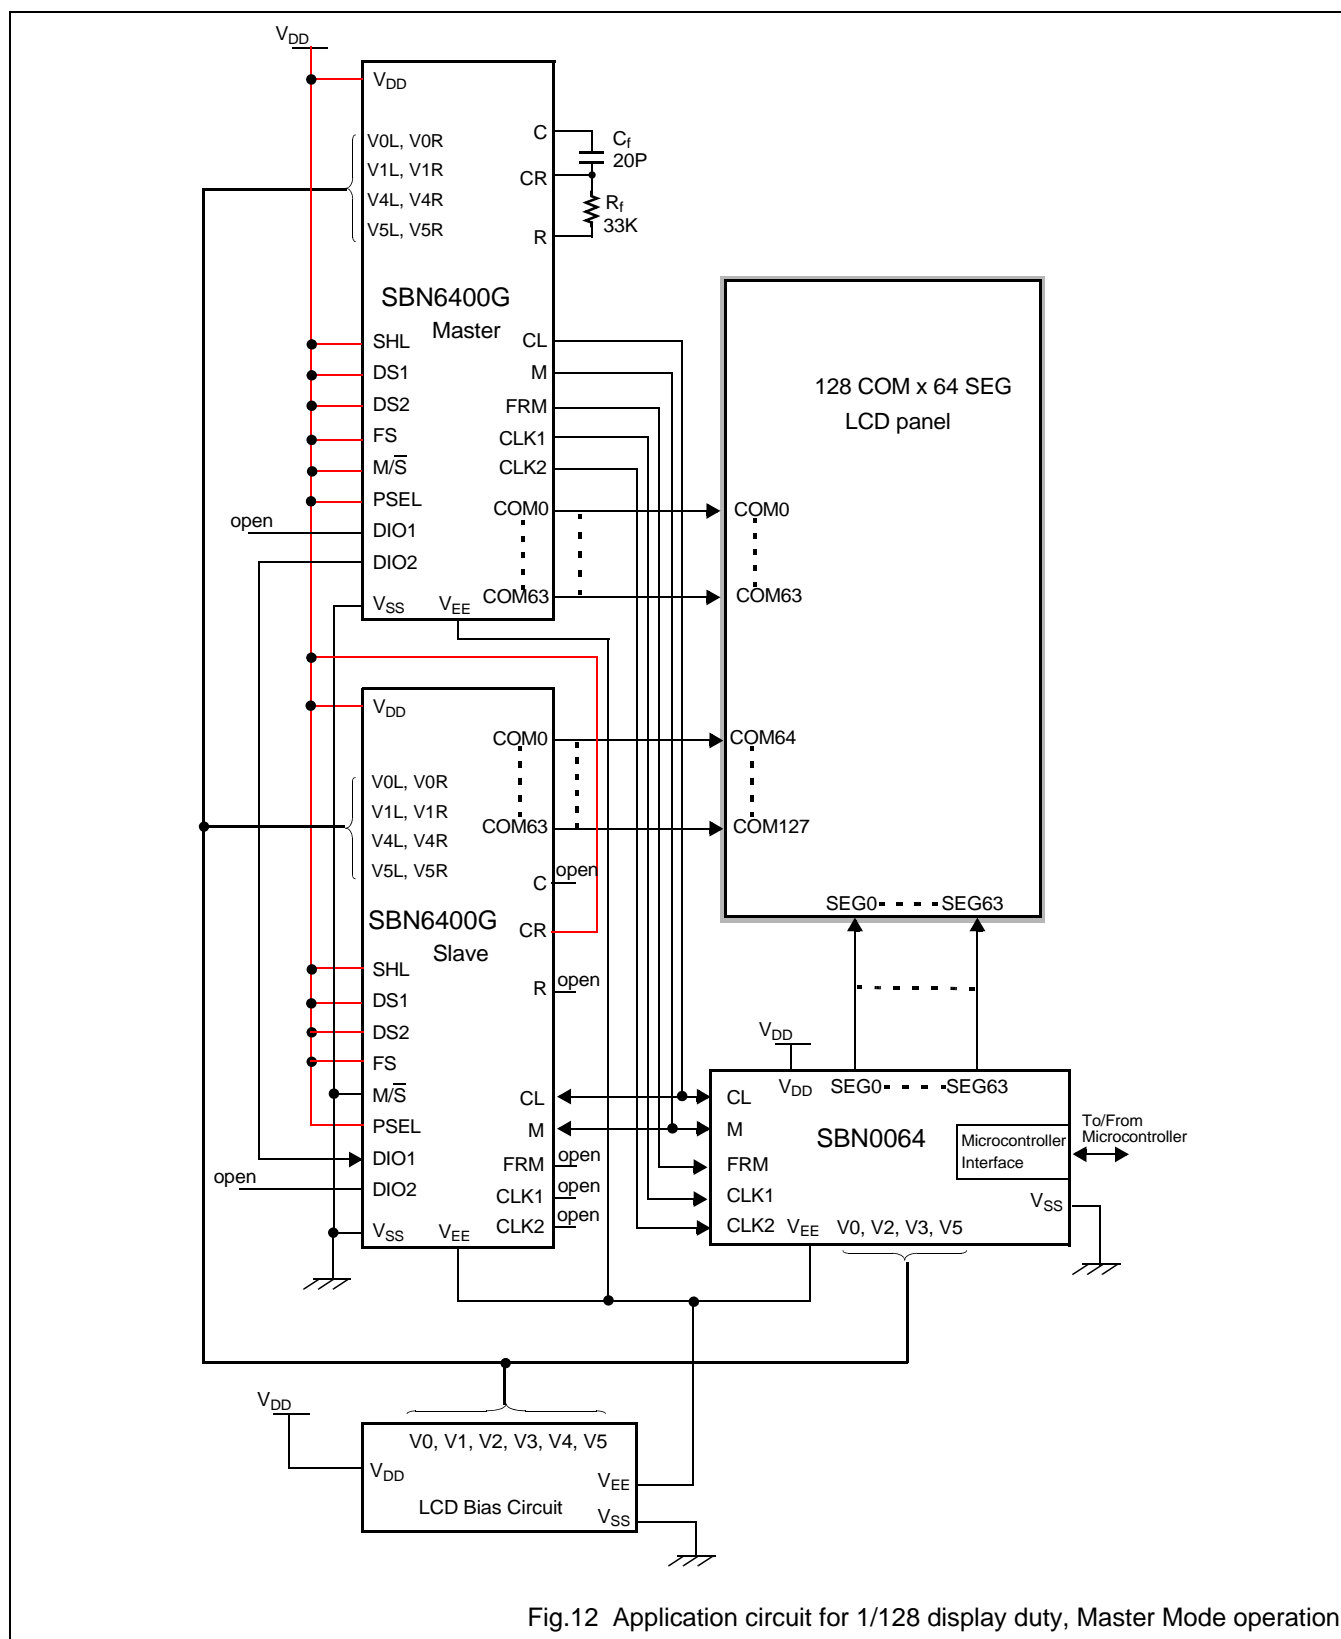 VDD
VDD
V0L, V0R
V1L, V1R
V4L, V4R
V5L, V5R
C
CR
R
Cf
20P
Rf
33K
SBN6400G
Master
SHL
DS1
DS2
FS
M/S̅
PSEL
open
DIO1
DIO2
VSS
VEE
CL
M
FRM
CLK1
CLK2
COM0
COM63
128 COM x 64 SEG
LCD panel
COM0
COM63
COM64
COM127
SEG0
SEG63
VDD
COM0
V0L, V0R
V1L, V1R
V4L, V4R
V5L, V5R
COM63
C
open
SBN6400G
Slave
CR
R
open
SHL
DS1
DS2
FS
M/S̅
PSEL
DIO1
open
DIO2
VSS
VEE
CL
M
FRM
open
CLK1
open
CLK2
open
VDD
VDD
SEG0
SEG63
CL
M
FRM
CLK1
CLK2
SBN0064
Microcontroller
Interface
To/From
Microcontroller
VSS
VEE
V0, V2, V3, V5
VDD
V0, V1, V2, V3, V4, V5
VDD
VEE
LCD Bias Circuit
VSS
Fig.12 Application circuit for 1/128 display duty, Master Mode operation